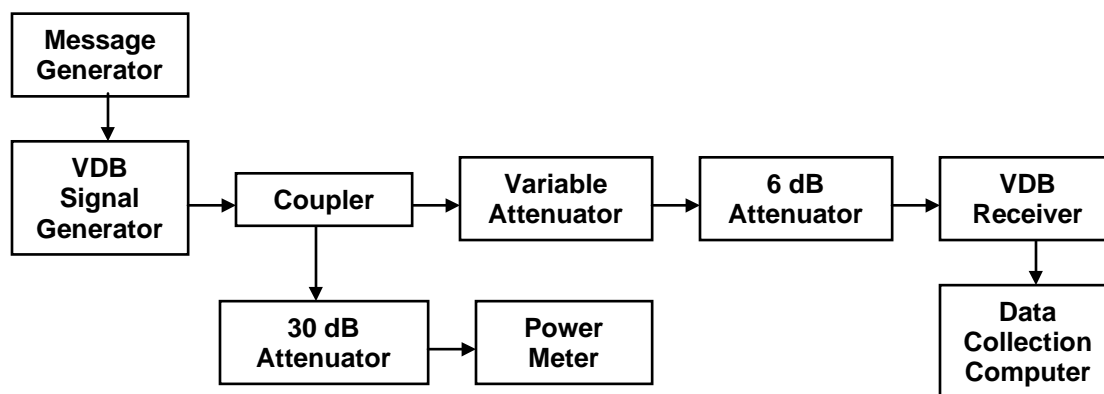 Message
Generator
VDB
Signal
Generator
Coupler
Variable
Attenuator
6 dB
Attenuator
VDB
Receiver
30 dB
Attenuator
Power
Meter
Data
Collection
Computer